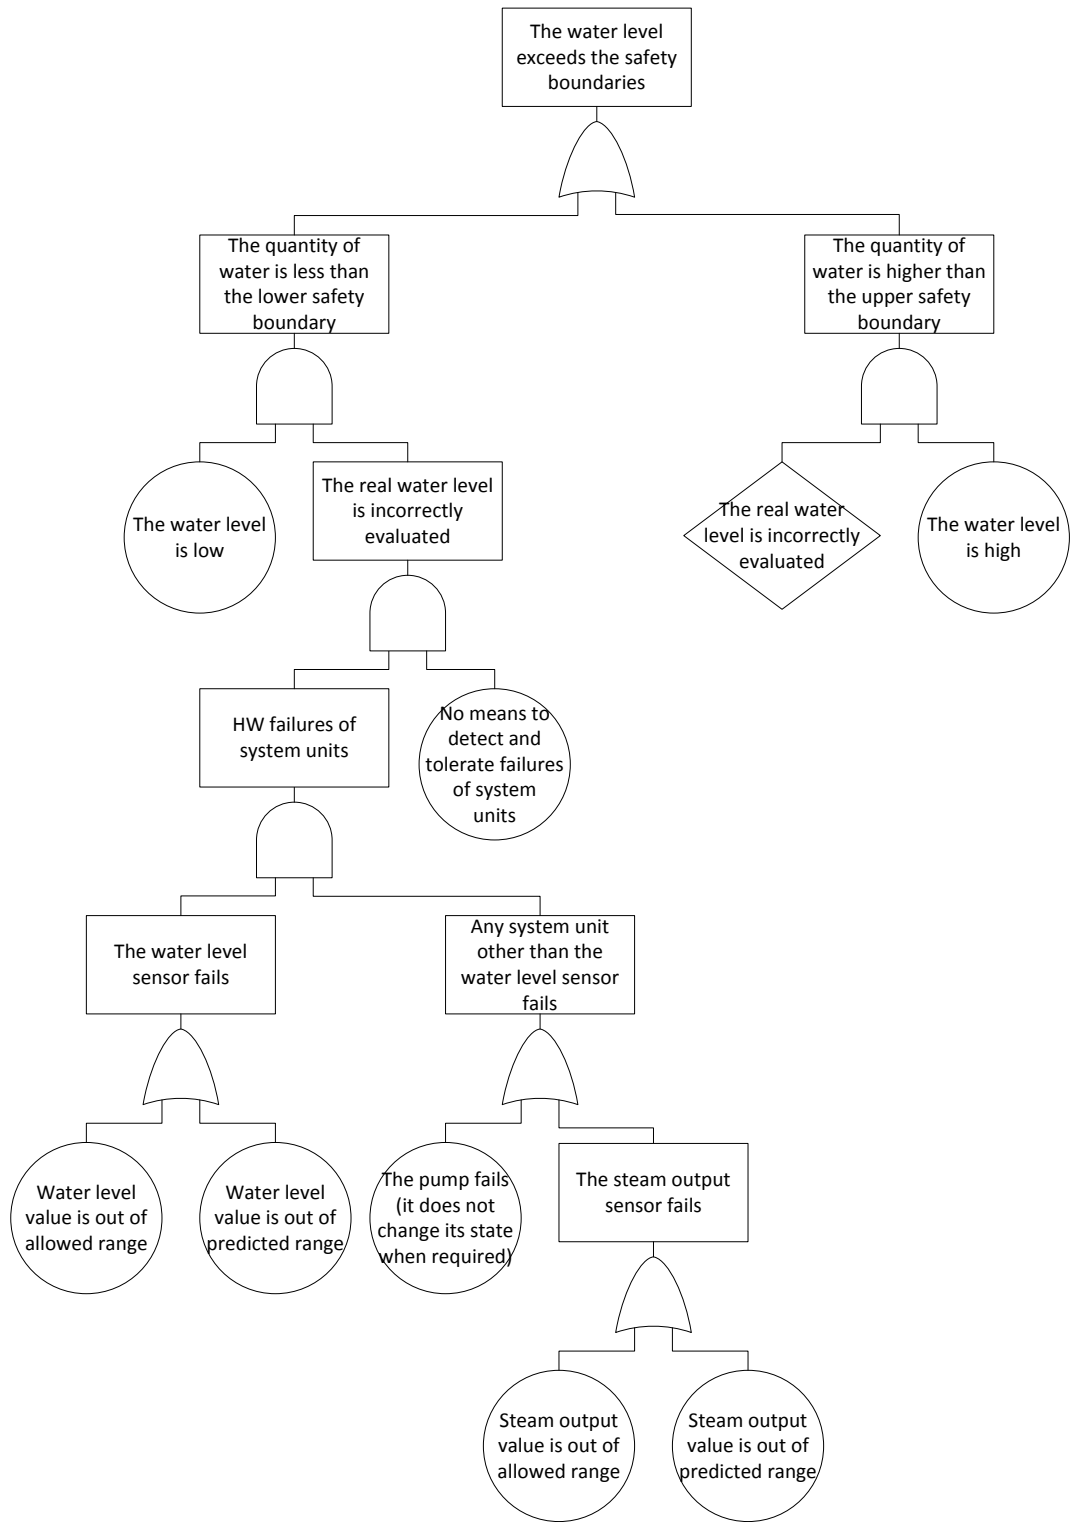 The water level
exceeds the safety
boundaries
The quantity of
water is less than
the lower safety
boundary
The quantity of
water is higher than
the upper safety
boundary
The water level
is low
The real water level
is incorrectly
evaluated
The real water
level is incorrectly
evaluated
The water level
is high
HW failures of
system units
No means to
detect and
tolerate failures
of system
units
The water level
sensor fails
Any system unit
other than the
water level sensor
fails
Water level
value is out of
allowed range
Water level
value is out of
predicted range
The pump fails
(it does not
change its state
when required)
The steam output
sensor fails
Steam output
value is out of
allowed range
Steam output
value is out of
predicted range